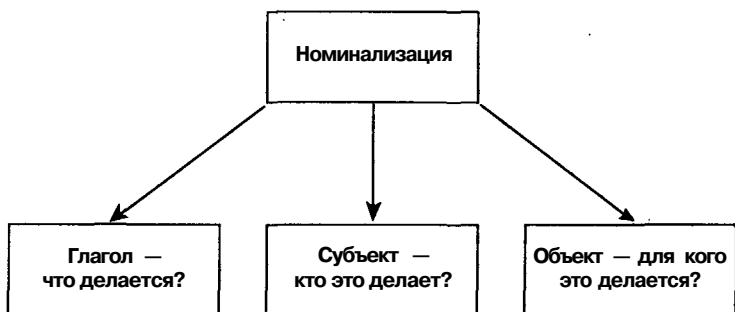 Номинализация
Глагол —
что делается?
Субъект —
кто это делает?
Объект — для кого
это делается?